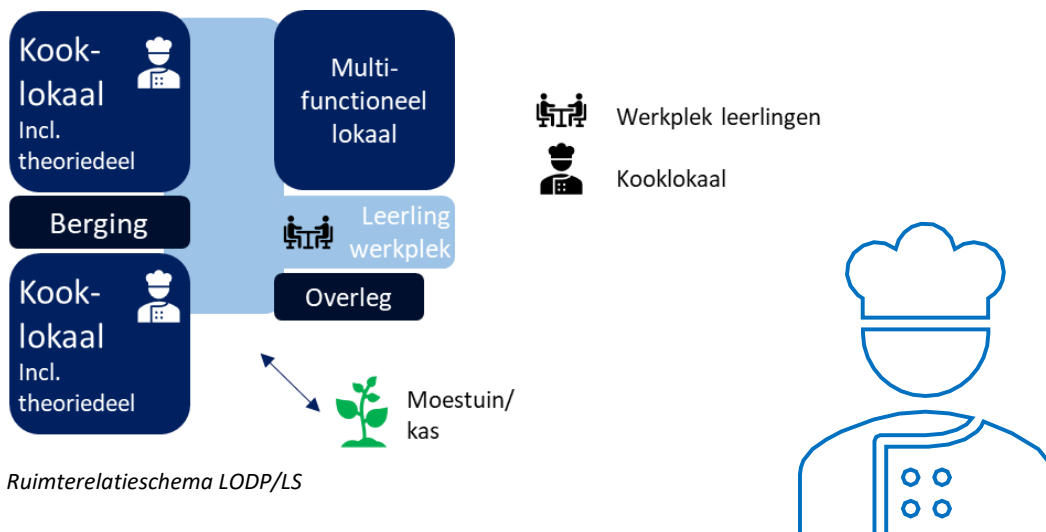 Kook-
lokaal
Incl.
theoriedeel
Berging
Kook-
lokaal
Incl.
theoriedeel
Multi-
functioneel
lokaal
Leerling
werkplek
Overleg
Moestuin/
kas
Werkplek leerlingen
Kooklokaal
Ruimterelatieschema LODP/LS